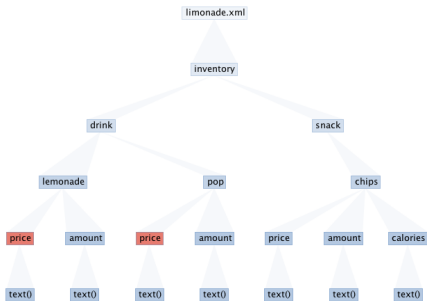 limonade.xml
inventory
drink snack
lemonade pop chips
price amount price amount price amount calories
text() text() text() text() text() text() text()